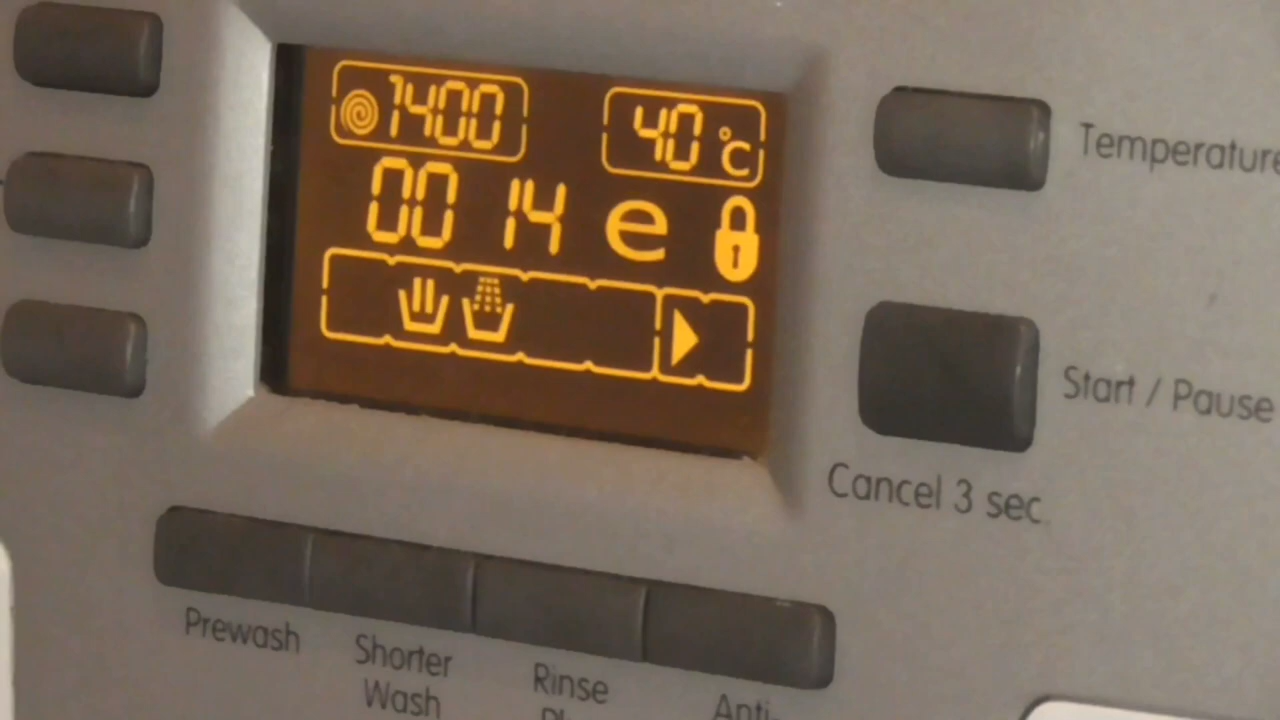 1400 40 °C
00 14 e
Temperature
Start / Pause
Cancel 3 sec.
Prewash
Shorter
Wash
Rinse
Anti-